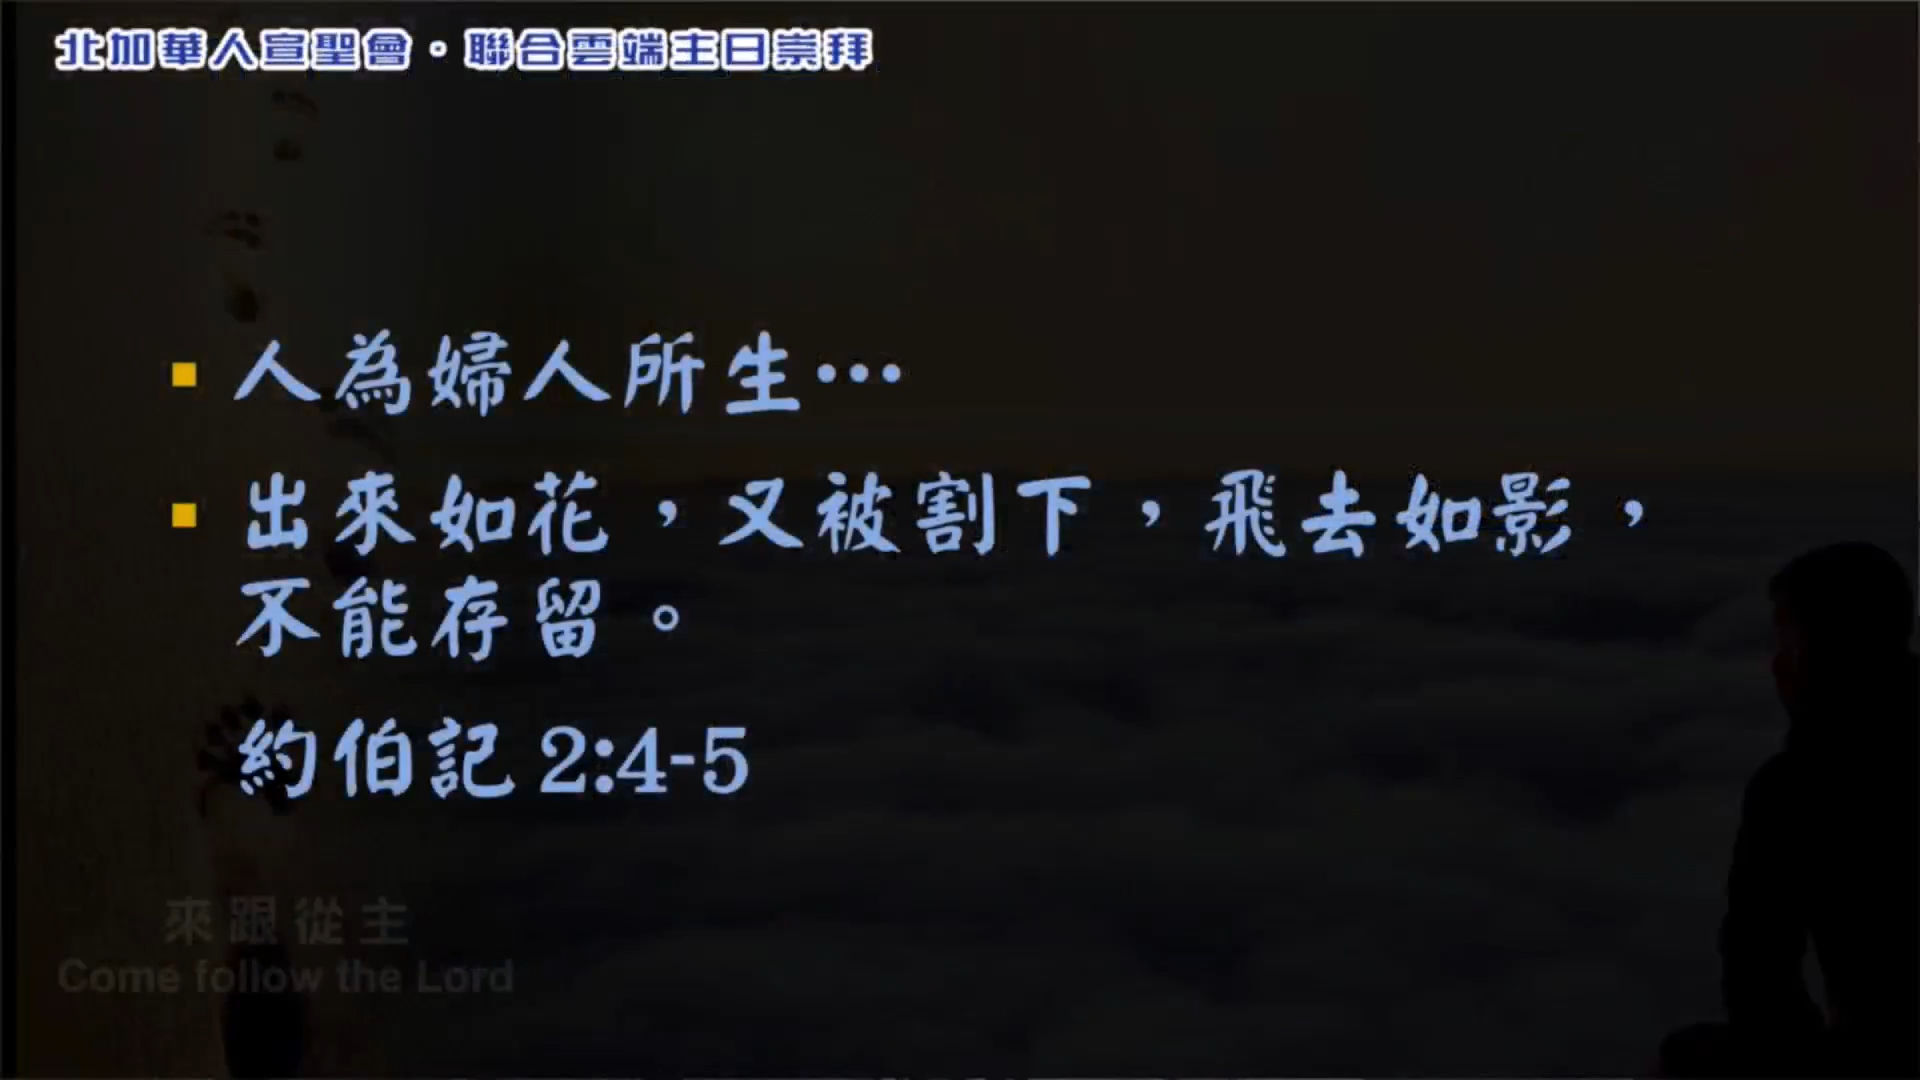 北加華人宣聖會。聯合雲端主日崇拜
人為婦人所生…
出來如花，又被割下，飛去如影，
不能存留。
約伯記 2:4-5
來跟從主
Come follow the Lord